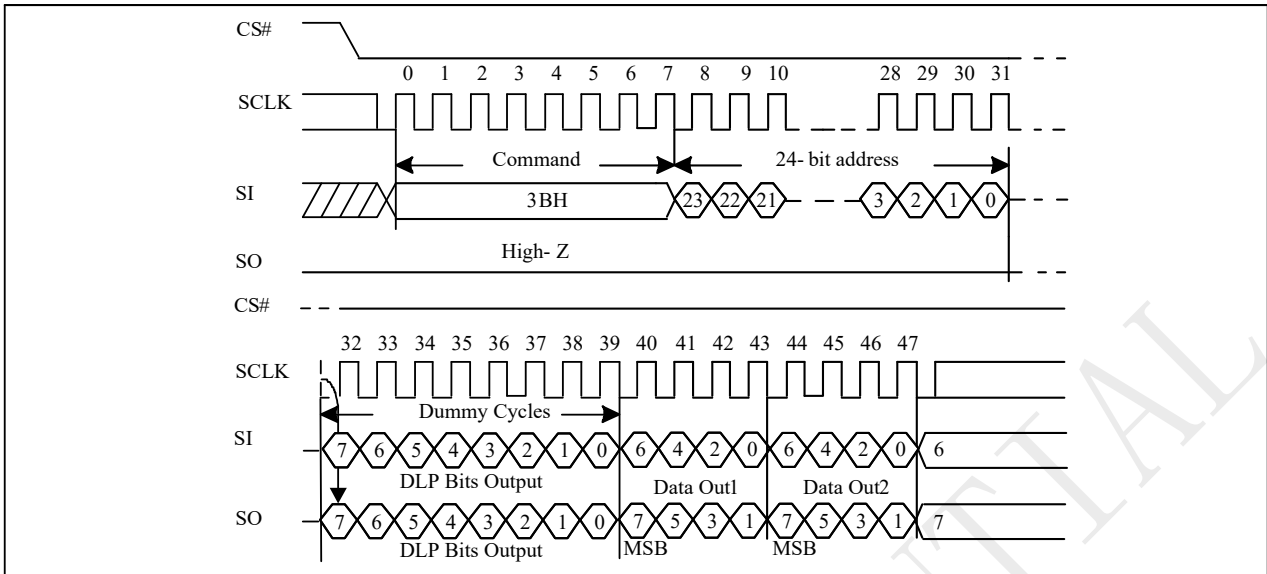 CS#
0 1 2 3 4 5 6 7 8 9 10 28 29 30 31
SCLK
Command 24- bit address
SI 3BH 23 22 21 3 2 1 0
High- Z
SO
CS#
32 33 34 35 36 37 38 39 40 41 42 43 44 45 46 47
SCLK
Dummy Cycles
SI 7 6 5 4 3 2 1 0 6 4 2 0 6 4 2 0 6
DLP Bits Output Data Out1 Data Out2
SO 7 6 5 4 3 2 1 0 7 5 3 1 7 5 3 1 7
DLP Bits Output MSB MSB